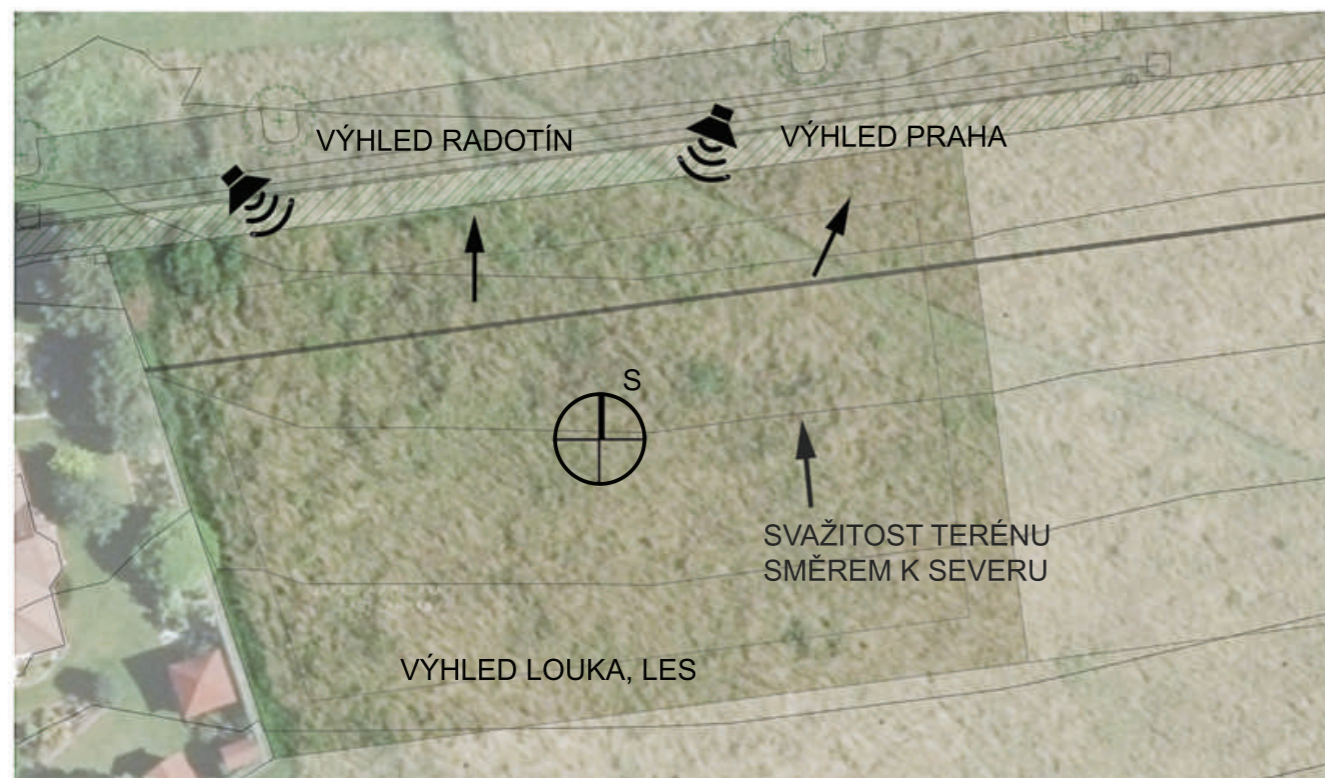 VÝHLED RADOTÍN
VÝHLED PRAHA
S
SVAŽITOST TERÉNU
SMĚREM K SEVERU
VÝHLED LOUKA, LES